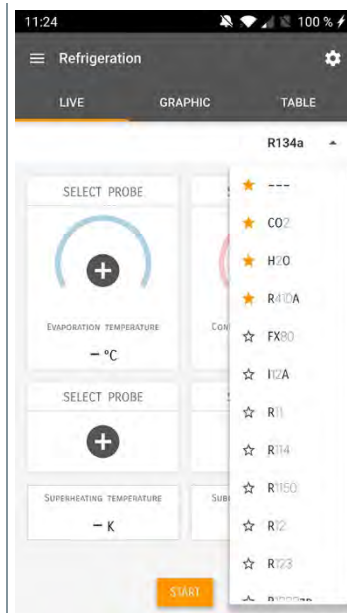 11:24 100 %
Refrigeration
LIVE GRAPHIC TABLE
R134a
SELECT PROBE
---
CO2
H2O
R410A
EVAPORATION TEMPERATURE
FX80
– °C
I12A
SELECT PROBE
R11
R114
R1150
SUPERHEATING TEMPERATURE
R12
– K
R123
START